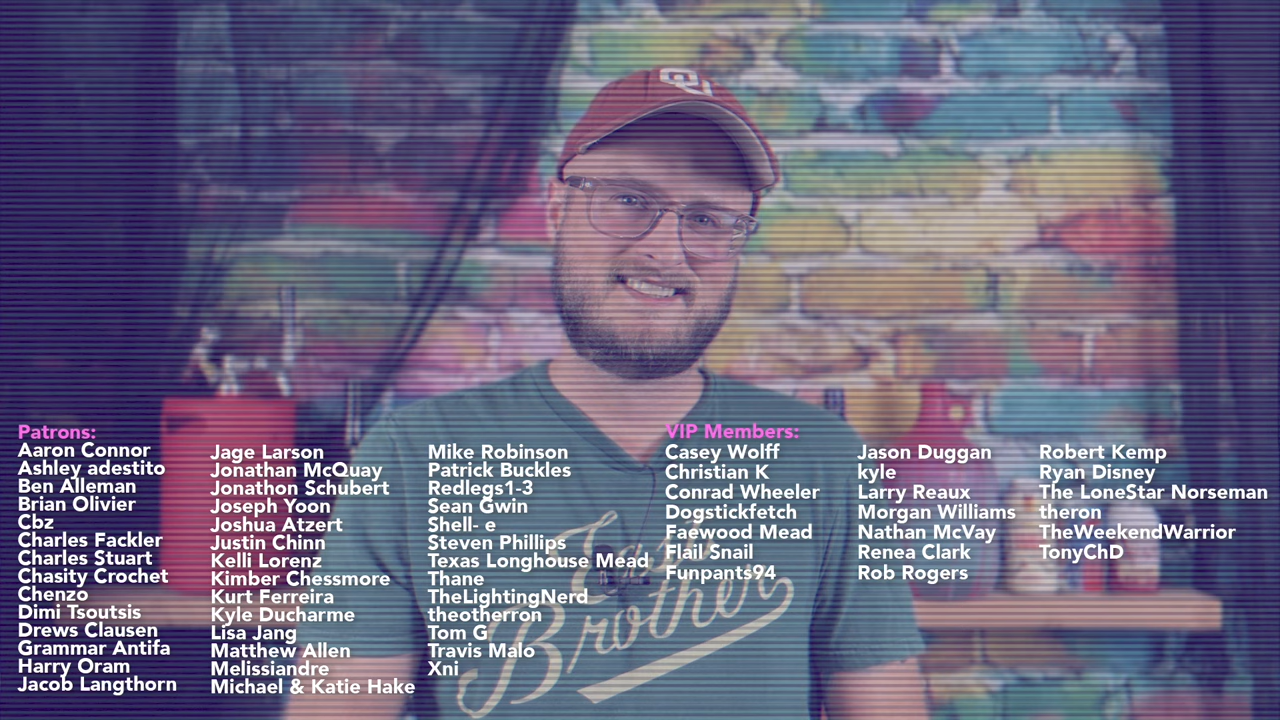 OU
Patrons:
Aaron Connor
Ashley adestito
Ben Alleman
Brian Olivier
Cbz
Charles Fackler
Charles Stuart
Chasity Crochet
Chenzo
Dimi Tsoutsis
Drews Clausen
Grammar Antifa
Harry Oram
Jacob Langthorn
Jage Larson
Jonathan McQuay
Jonathon Schubert
Joseph Yoon
Joshua Atzert
Justin Chinn
Kelli Lorenz
Kimber Chessmore
Kurt Ferreira
Kyle Ducharme
Lisa Jang
Matthew Allen
Melissiandre
Michael & Katie Hake
Mike Robinson
Patrick Buckles
Redlegs1-3
Sean Gwin
Shell- e
Steven Phillips
Texas Longhouse Mead
Thane
TheLightingNerd
theotherron
Tom G
Travis Malo
Xni
VIP Members:
Casey Wolff
Christian K
Conrad Wheeler
Dogstickfetch
Faewood Mead
Flail Snail
Funpants94
Jason Duggan
kyle
Larry Reaux
Morgan Williams
Nathan McVay
Renea Clark
Rob Rogers
Robert Kemp
Ryan Disney
The LoneStar Norseman
theron
TheWeekendWarrior
TonyChD
Brother